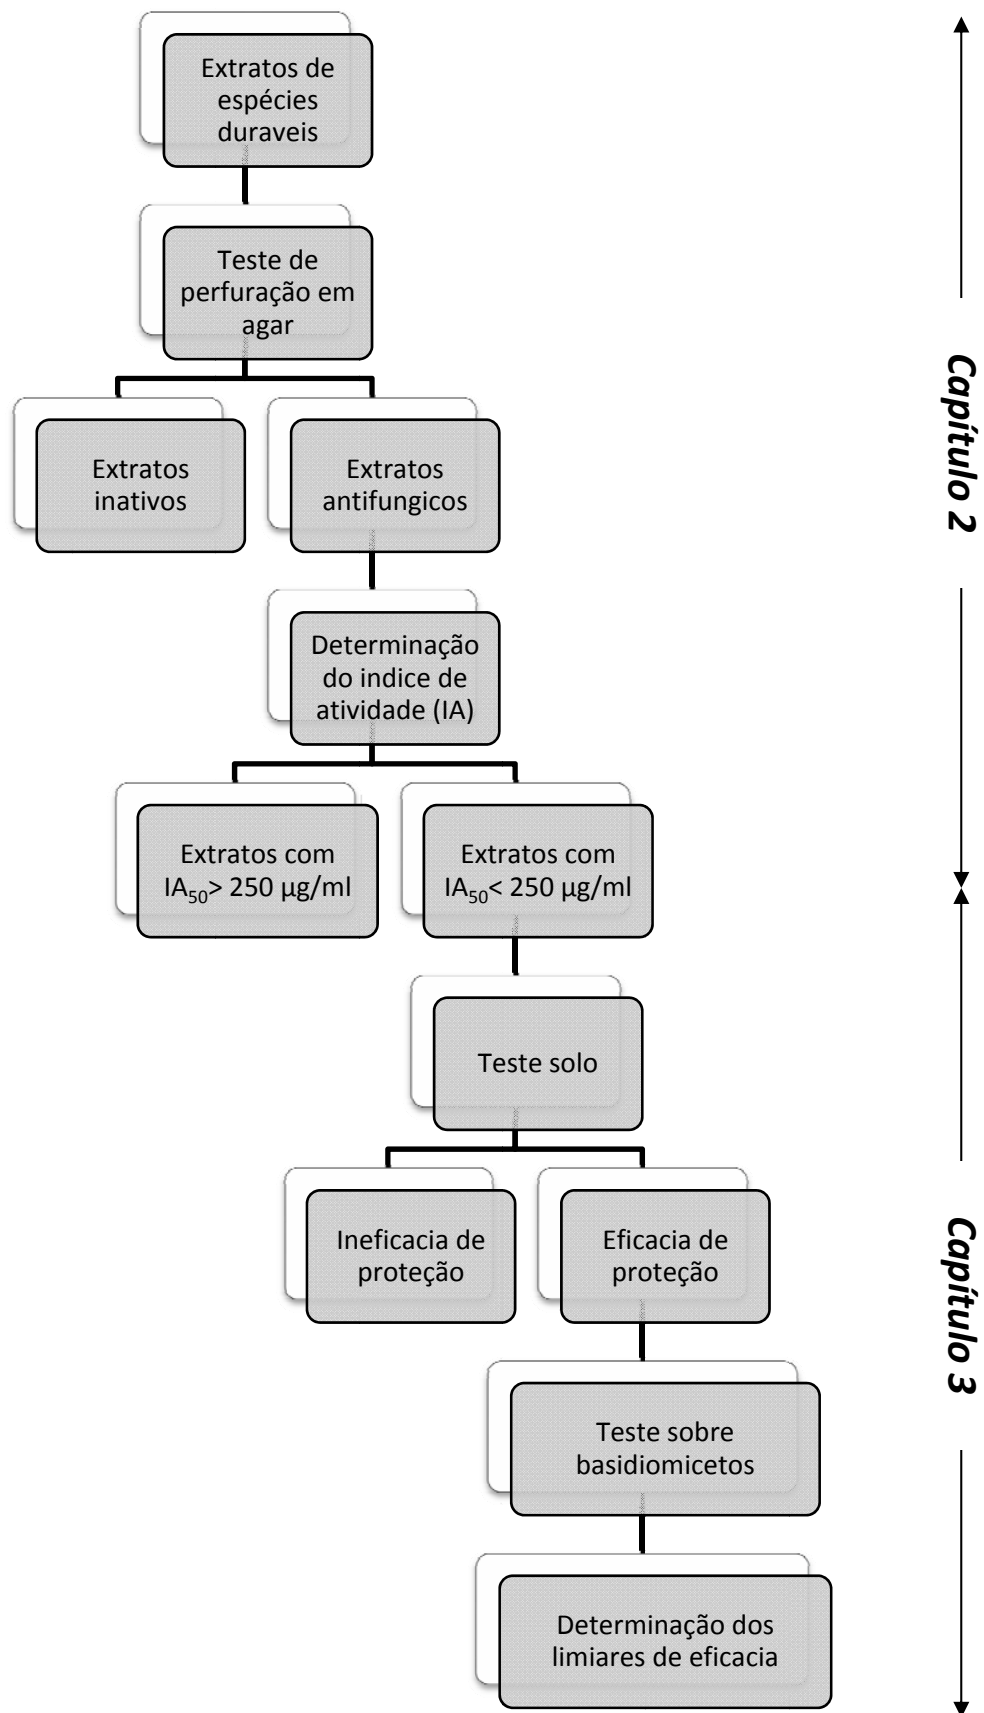 Extratos de
espécies
duraveis
Teste de
perfuração em
agar
Extratos
inativos
Extratos
antifungicos
Determinação
do indice de
atividade (IA)
Extratos com
IA₅₀> 250 µg/ml
Extratos com
IA₅₀< 250 µg/ml
Capítulo 2
Teste solo
Ineficacia de
proteção
Eficacia de
proteção
Teste sobre
basidiomicetos
Determinação dos
limiares de eficacia
Capítulo 3